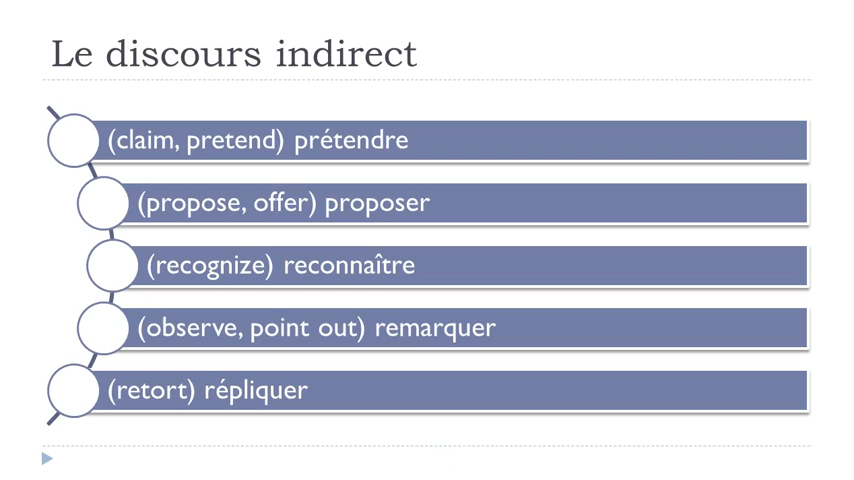 Le discours indirect
(claim, pretend) prétendre
(propose, offer) proposer
(recognize) reconnaître
(observe, point out) remarquer
(retort) répliquer